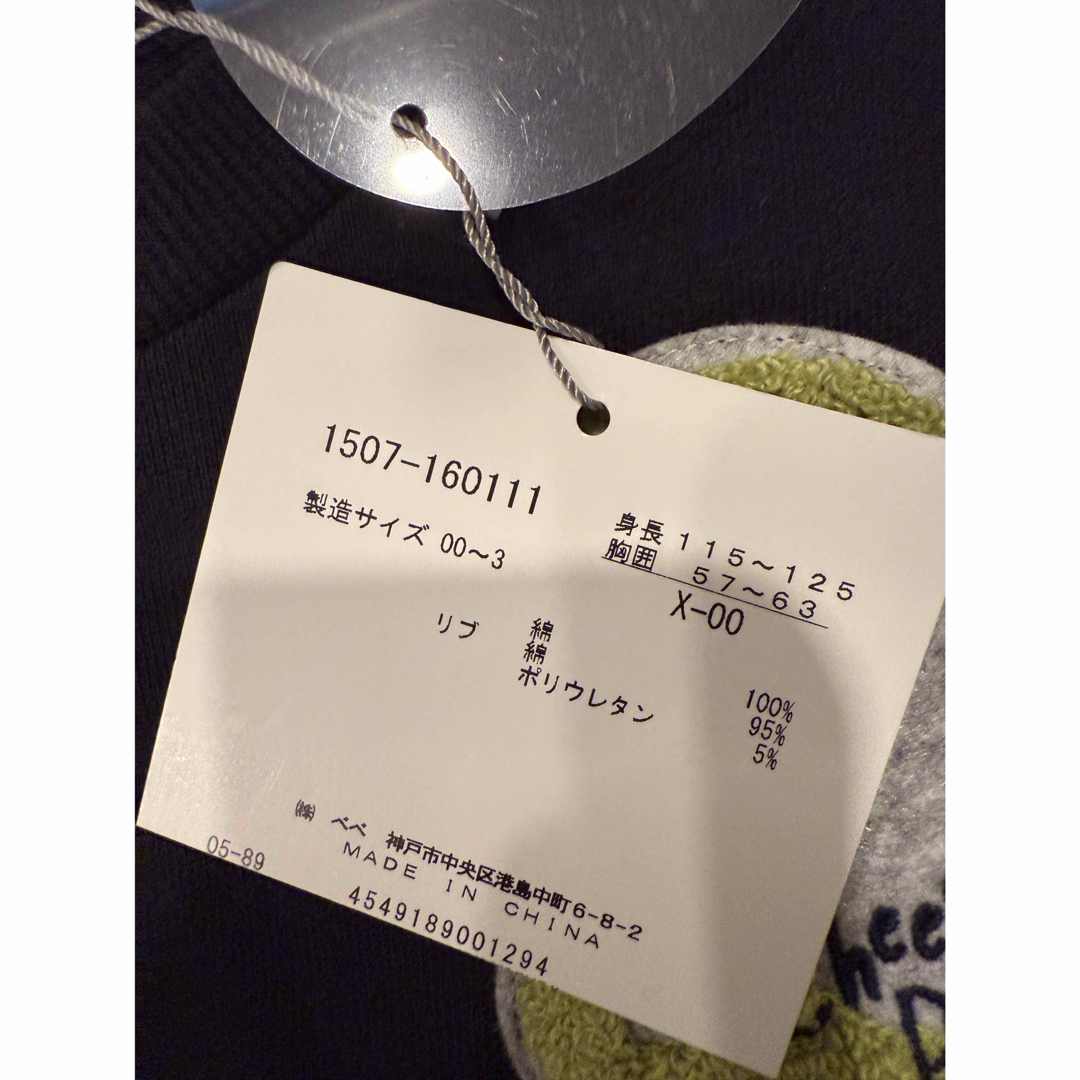 1507-160111
製造サイズ 00~3
身長 115~125
胸囲 57~63
X-00
リブ 綿 100%
綿 95%
ポリウレタン 5%
㈱ べべ 神戸市中央区港島中町6-8-2
MADE IN CHINA
05-89
4549189001294
hee